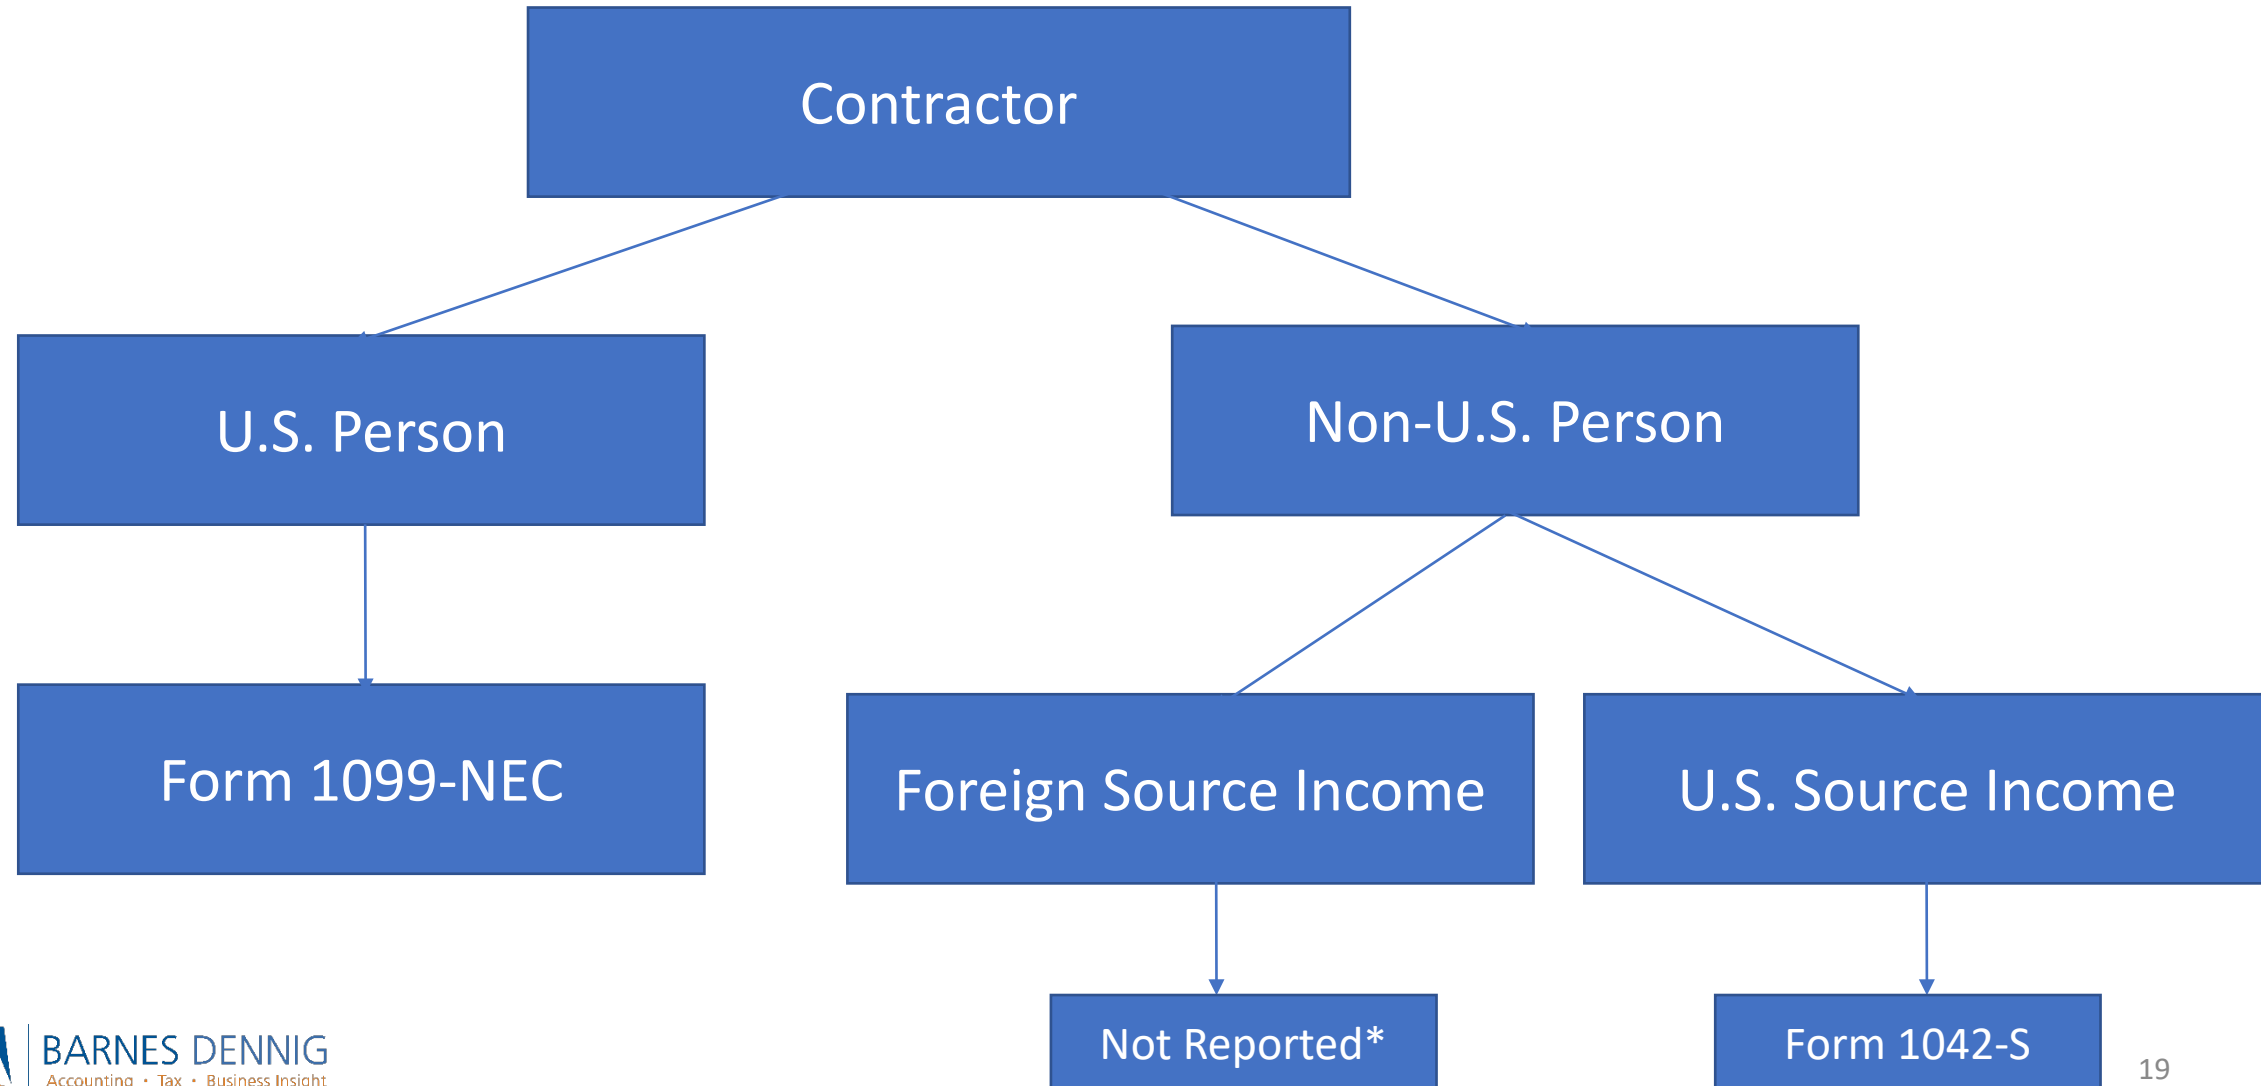 Contractor
U.S. Person
Non-U.S. Person
Form 1099-NEC
Foreign Source Income
U.S. Source Income
Not Reported*
Form 1042-S
BARNES DENNIG
Accounting • Tax • Business Insight
19